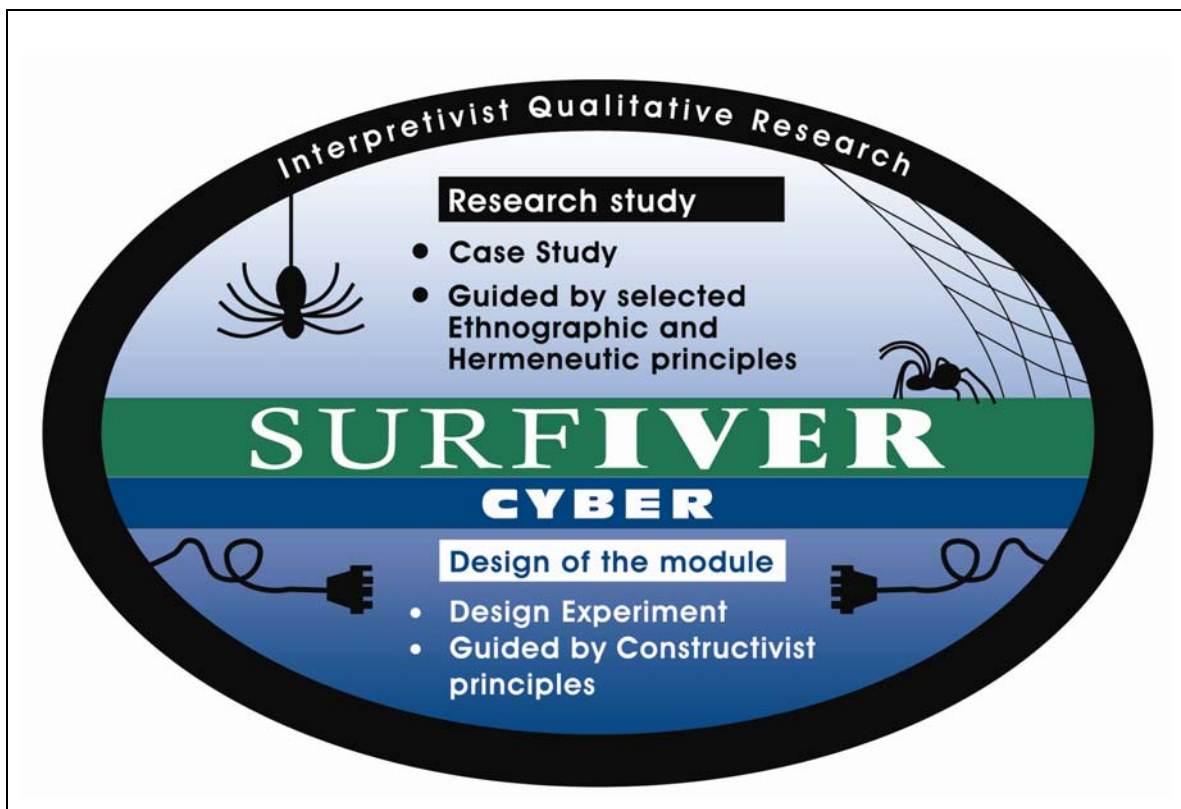 Interpretivist Qualitative Research
Research study
• Case Study
• Guided by selected
Ethnographic and
Hermeneutic principles
SURFIVER
CYBER
Design of the module
• Design Experiment
• Guided by Constructivist
principles